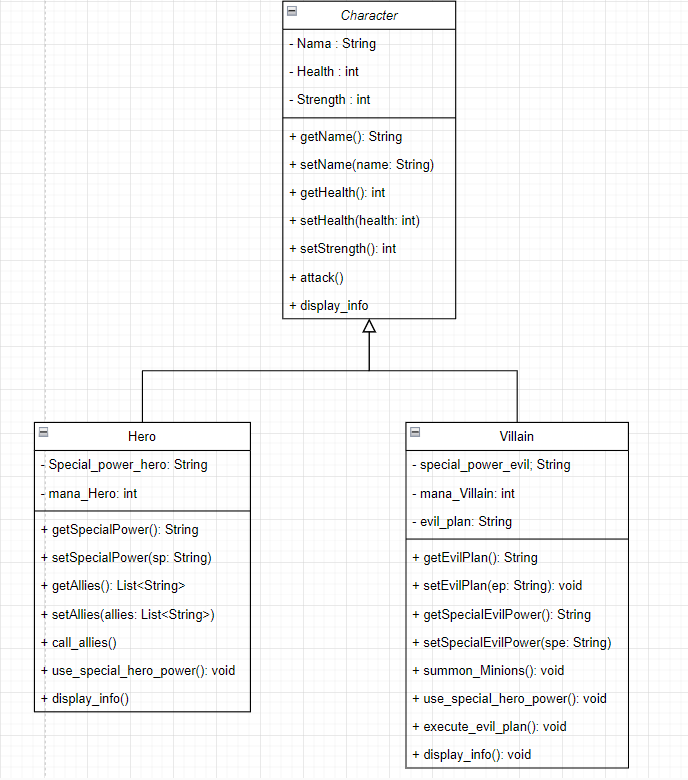 Character
- Nama : String
- Health : int
- Strength : int
+ getName(): String
+ setName(name: String)
+ getHealth(): int
+ setHealth(health: int)
+ setStrength(): int
+ attack()
+ display_info
Hero
- Special_power_hero: String
- mana_Hero: int
+ getSpecialPower(): String
+ setSpecialPower(sp: String)
+ getAllies(): List<String>
+ setAllies(allies: List<String>)
+ call_allies()
+ use_special_hero_power(): void
+ display_info()
Villain
- special_power_evil; String
- mana_Villain: int
- evil_plan: String
+ getEvilPlan(): String
+ setEvilPlan(ep: String): void
+ getSpecialEvilPower(): String
+ setSpecialEvilPower(spe: String)
+ summon_Minions(): void
+ use_special_hero_power(): void
+ execute_evil_plan(): void
+ display_info(): void